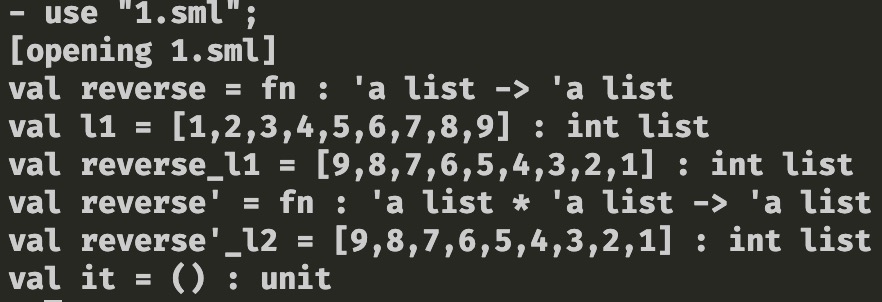 - use "1.sml";
[opening 1.sml]
val reverse = fn : 'a list -> 'a list
val l1 = [1,2,3,4,5,6,7,8,9] : int list
val reverse_l1 = [9,8,7,6,5,4,3,2,1] : int list
val reverse' = fn : 'a list * 'a list -> 'a list
val reverse'_l2 = [9,8,7,6,5,4,3,2,1] : int list
val it = () : unit